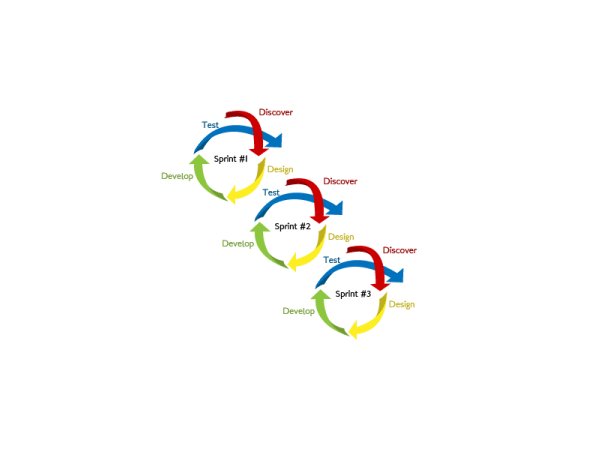 Discover
Test
Sprint #1
Design
Develop
Discover
Test
Sprint #2
Design
Develop
Discover
Test
Sprint #3
Design
Develop